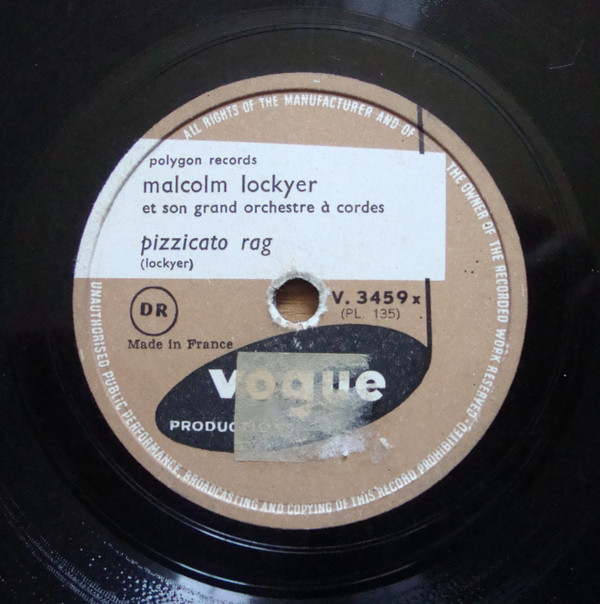 ALL RIGHTS OF THE MANUFACTURER AND OF
THE OWNER OF THE RECORDED WORK RESERVED
UNAUTHORISED PUBLIC PERFORMANCE, BROADCASTING AND COPYING OF THIS RECORD PROHIBITED.
polygon records
malcolm lockyer
et son grand orchestre à cordes
pizzicato rag
(lockyer)
DR
V. 3459x
(PL 135)
Made in France
vogue
PRODUCTIONS